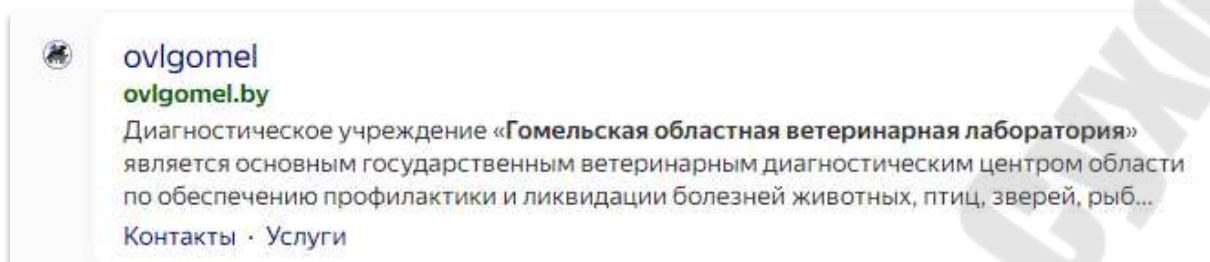 ovlgomel
ovlgomel.by
Диагностическое учреждение «Гомельская областная ветеринарная лаборатория»
является основным государственным ветеринарным диагностическим центром области
по обеспечению профилактики и ликвидации болезней животных, птиц, зверей, рыб...
Контакты · Услуги